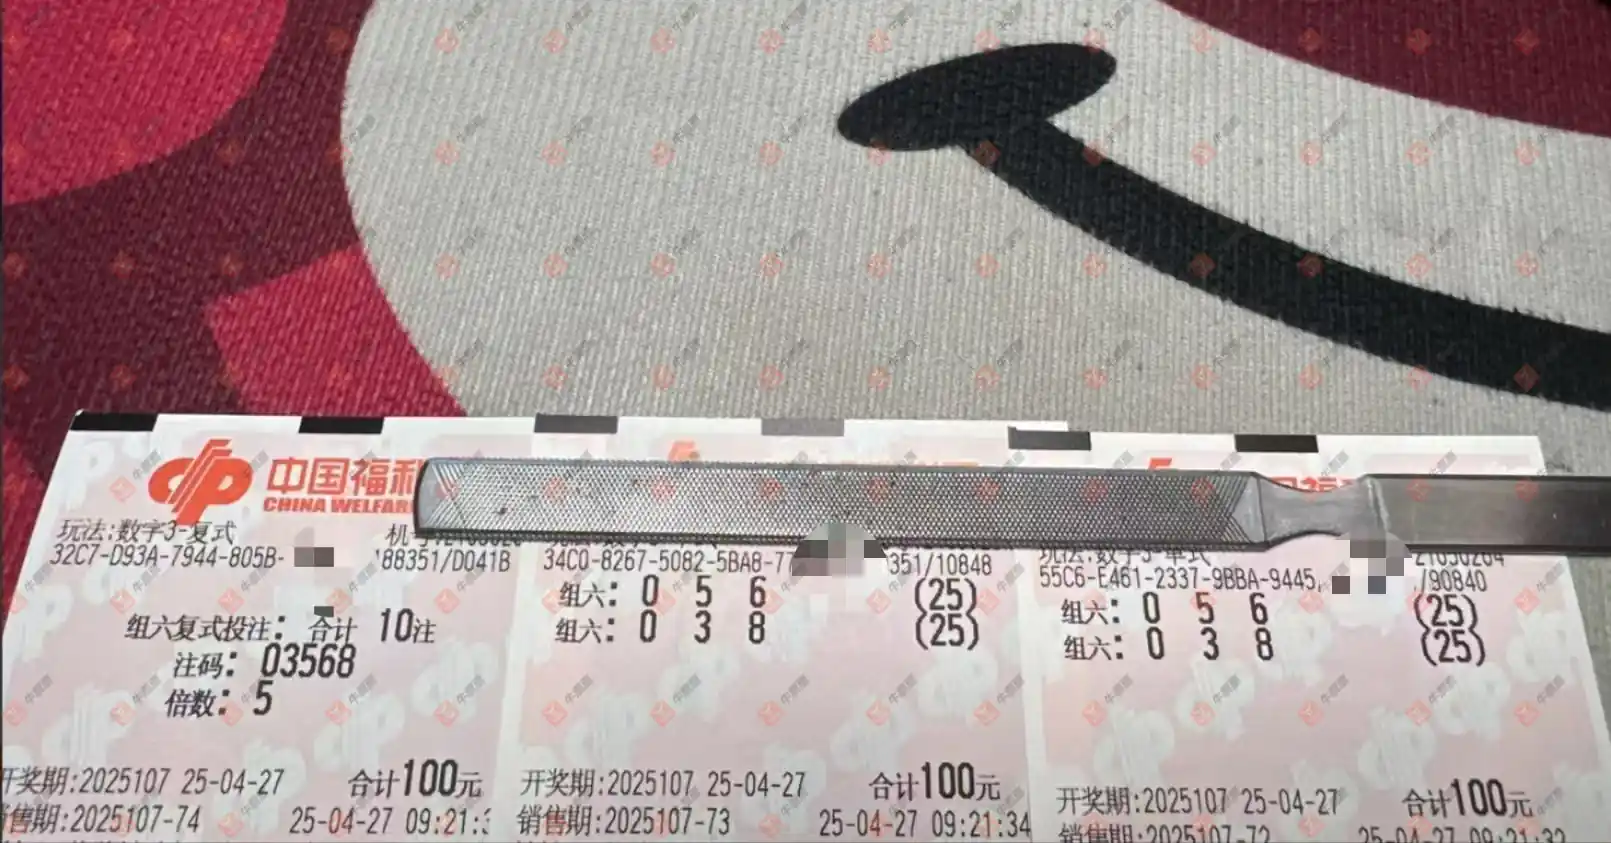 中国福利
CHINA WELFAR
玩法:数字3-复式
32C7-D93A-7944-805B-
188351/D041B
组六复式投注: 合计 10注
注码: 03568
倍数: 5
开奖期:2025107 25-04-27 合计100元
销售期:2025107-74 25-04-27 09:21:3
34C0-8267-5082-5BA8-77
351/10848
组六: 0 5 6 (25)
组六: 0 3 8 (25)
开奖期:2025107 25-04-27 合计100元
销售期:2025107-73 25-04-27 09:21:34
玩法:数字3-单式
55C6-E461-2337-9BBA-9445
/90840
组六: 0 5 6 (25)
组六: 0 3 8 (25)
开奖期:2025107 25-04-27 合计100元
销售期:2025107-72 25-04-27 09:21:32